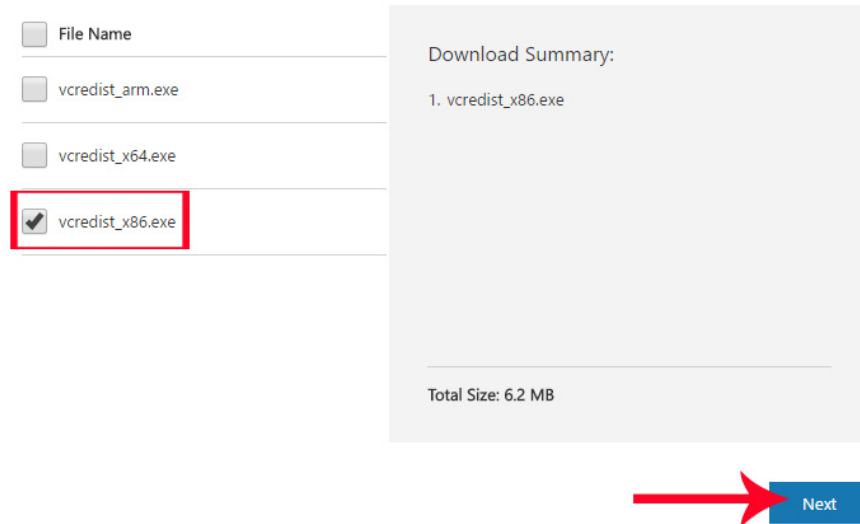 File Name
vcredist_arm.exe
vcredist_x64.exe
vcredist_x86.exe
Download Summary:
1. vcredist_x86.exe
Total Size: 6.2 MB
Next